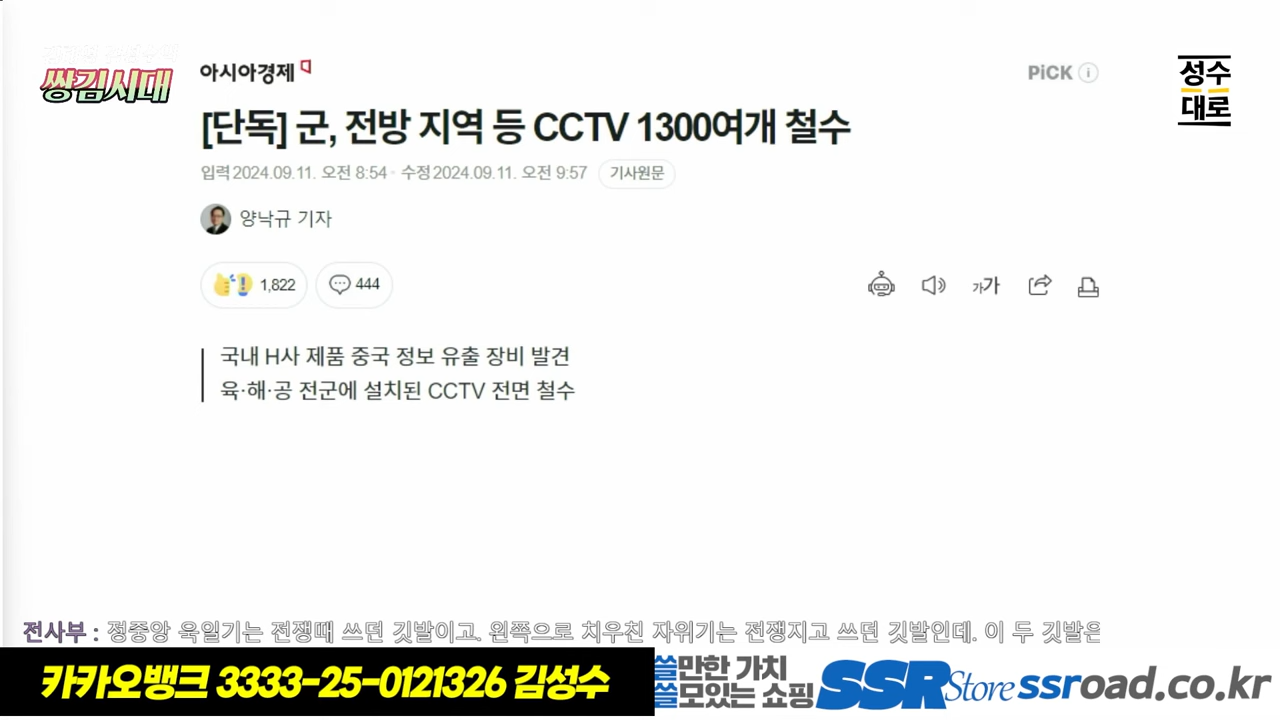 쌍김시대
아시아경제
PiCK
성수
대로
[단독] 군, 전방 지역 등 CCTV 1300여개 철수
입력 2024.09.11. 오전 8:54 · 수정 2024.09.11. 오전 9:57 기사원문
양낙규 기자
1,822 444
가가
국내 H사 제품 중국 정보 유출 장비 발견
육·해·공 전군에 설치된 CCTV 전면 철수
전사부 : 정중앙 욱일기는 전쟁때 쓰던 깃발이고. 왼쪽으로 치우친 자위기는 전쟁지고 쓰던 깃발인데. 이 두 깃발은
카카오뱅크 3333-25-0121326 김성수
쓸만한 가치
쓸모있는 쇼핑
SSR Store ssroad.co.kr